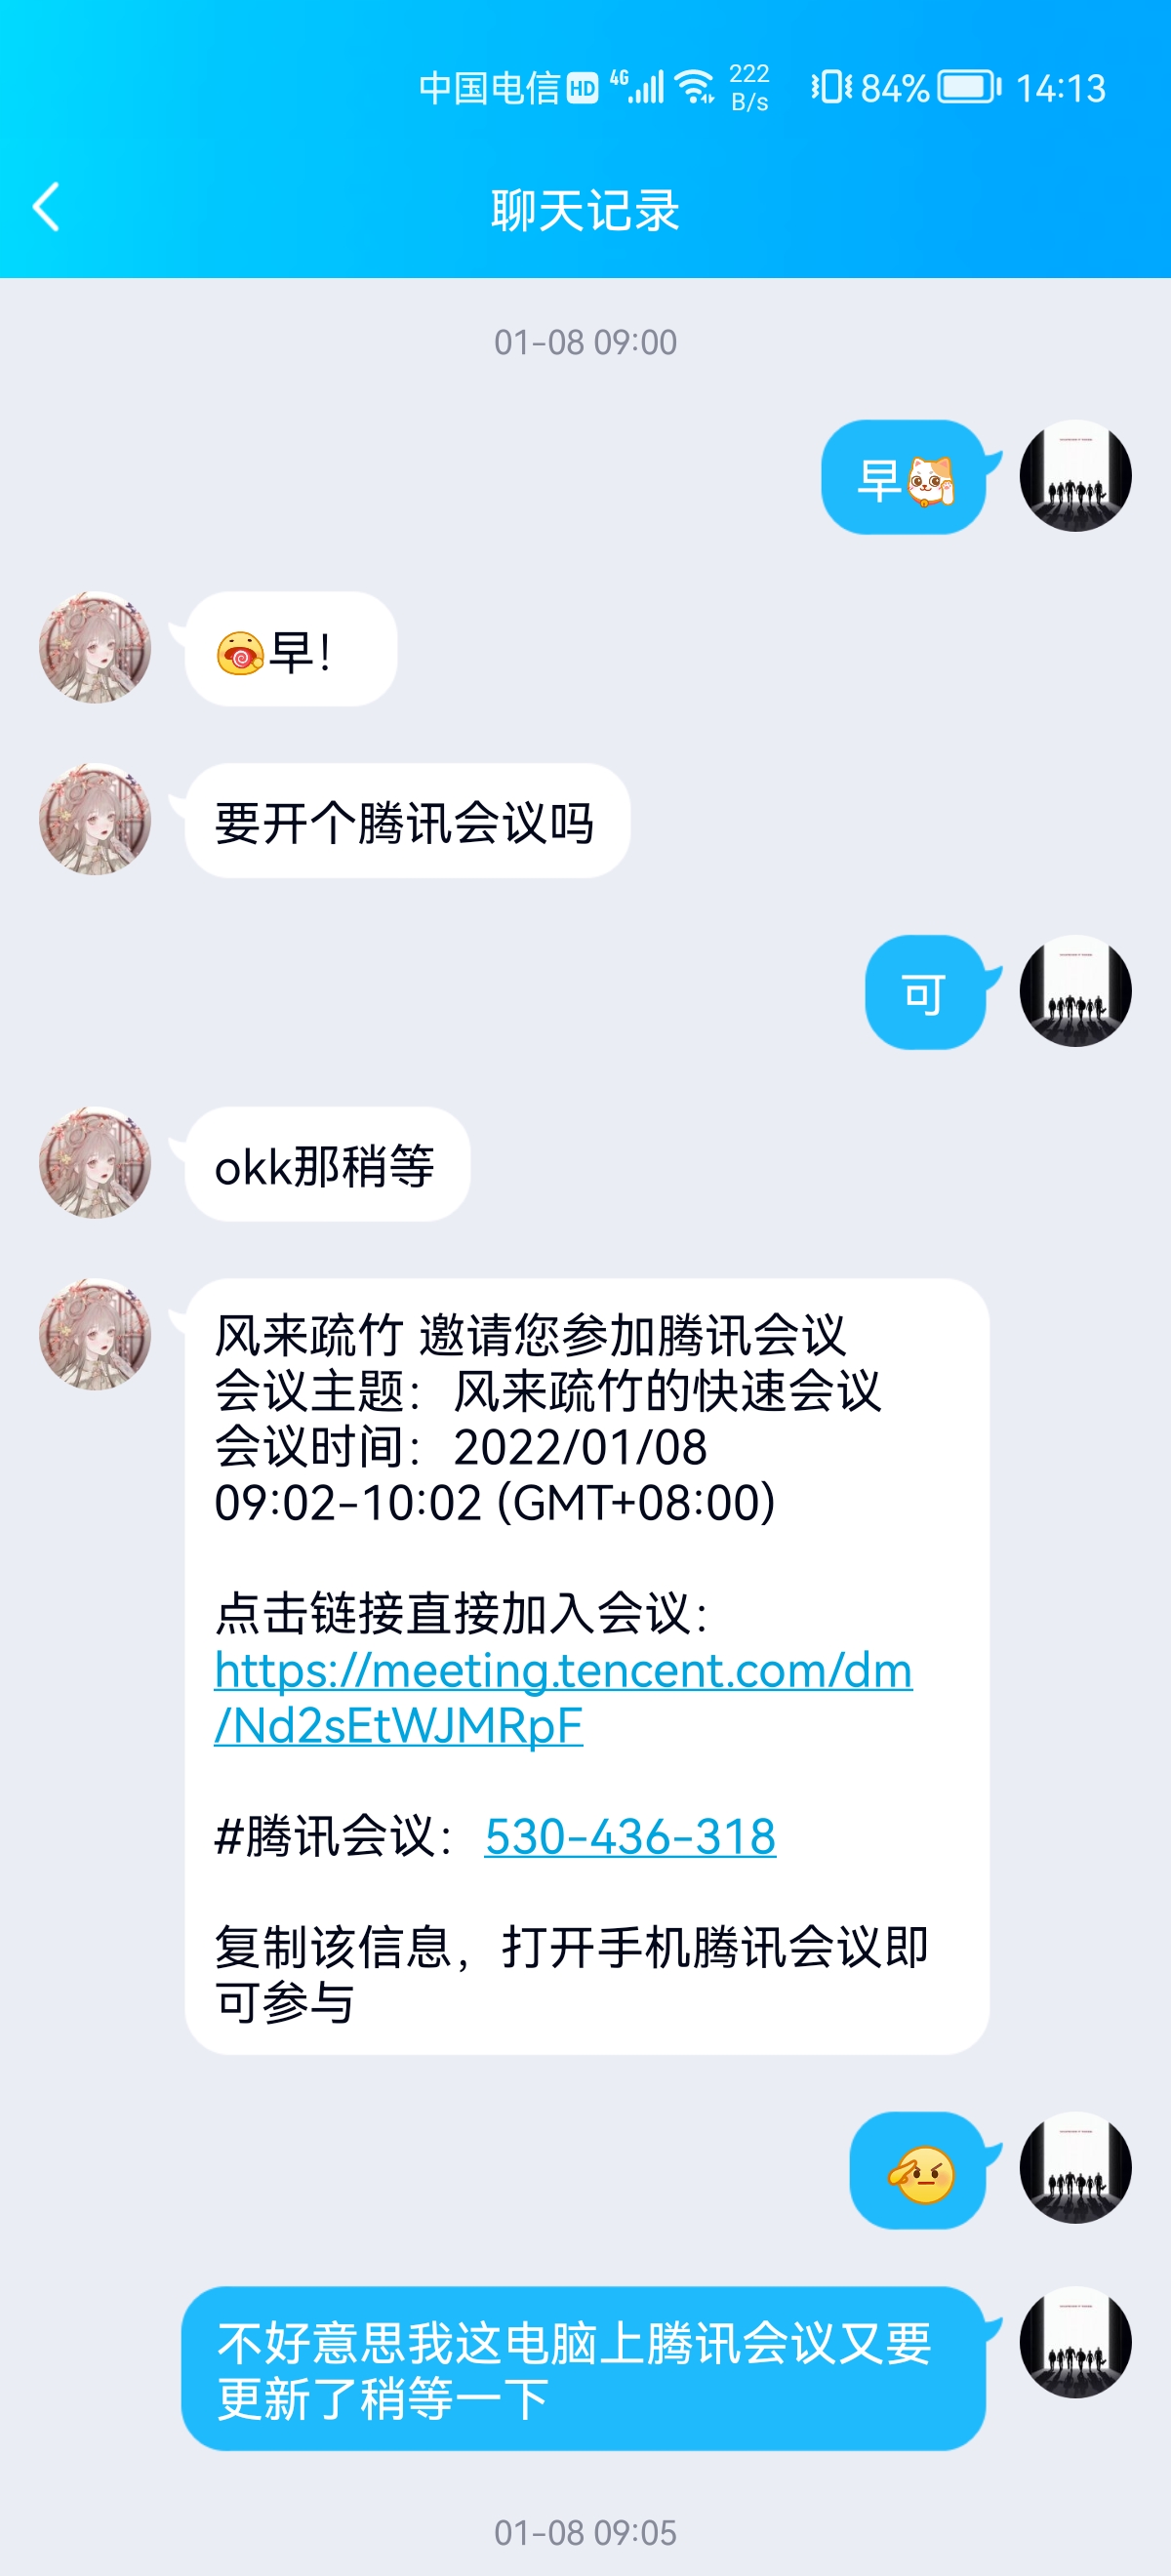 中国电信 HD 4G 222 B/s 84% 14:13
聊天记录
01-08 09:00
早
早！
要开个腾讯会议吗
可
okk那稍等
风来疏竹 邀请您参加腾讯会议
会议主题：风来疏竹的快速会议
会议时间：2022/01/08
09:02-10:02 (GMT+08:00)
点击链接直接加入会议：
https://meeting.tencent.com/dm
/Nd2sEtWJMRpF
#腾讯会议：530-436-318
复制该信息，打开手机腾讯会议即
可参与
不好意思我这电脑上腾讯会议又要
更新了稍等一下
01-08 09:05